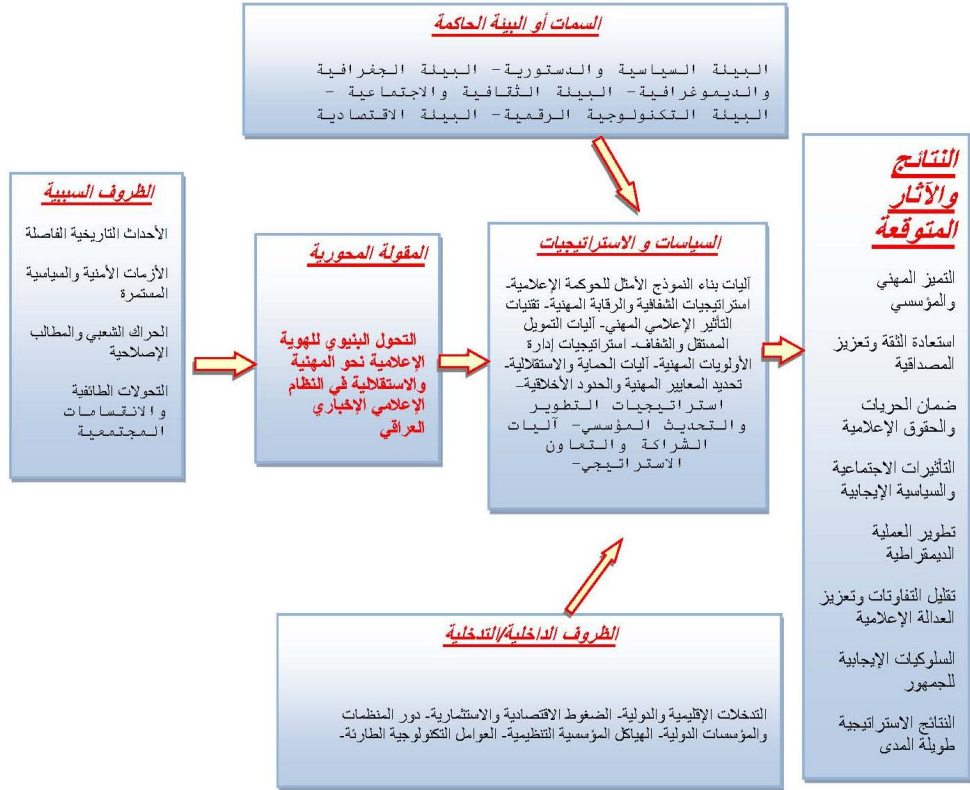 السمات أو البيئة الحاكمة
البيئة السياسية والدستورية- البيئة الجغرافية
والديموغرافية- البيئة الثقافية والاجتماعية -
البيئة التكنولوجية الرقمية- البيئة الاقتصادية
الظروف السببية
الأحداث التاريخية الفاصلة
الأزمات الأمنية والسياسية
المستمرة
الحراك الشعبي والمطالب
الإصلاحية
التحولات الطائفية
والانقسامات
المجتمعية
المقولة المحورية
التحول البنيوي للهوية
الإعلامية نحو المهنية
والاستقلالية في النظام
الإعلامي الإخباري
العراقي
السياسات و الاستراتيجيات
آليات بناء النموذج الأمثل للحوكمة الإعلامية-
استراتيجيات الشفافية والرقابة المهنية- تقنيات
التأثير الإعلامي المهني- آليات التمويل
المستقل والشفاف- استراتيجيات إدارة
الأولويات المهنية- آليات الحماية والاستقلالية-
تحديد المعايير المهنية والحدود الأخلاقية-
استراتيجيات التطوير
والتحديث المؤسسي- آليات
الشراكة والتعاون
الاستراتيجي-
الظروف الداخلية/التدخلية
التدخلات الإقليمية والدولية- الضغوط الاقتصادية والاستثمارية- دور المنظمات
والمؤسسات الدولية- الهياكل المؤسسية التنظيمية- العوامل التكنولوجية الطارئة-
النتائج
والآثار
المتوقعة
التميز المهني
والمؤسسي
استعادة الثقة وتعزيز
المصداقية
ضمان الحريات
والحقوق الإعلامية
التأثيرات الاجتماعية
والسياسية الإيجابية
تطوير العملية
الديمقراطية
تقليل التفاوتات وتعزيز
العدالة الإعلامية
السلوكيات الإيجابية
للجمهور
النتائج الاستراتيجية
طويلة المدى